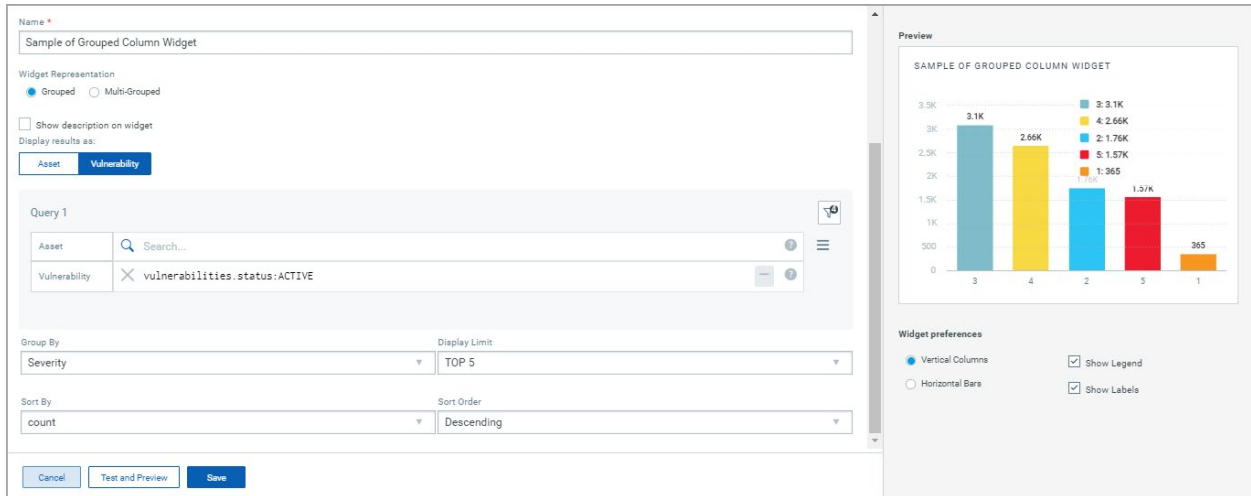 Name *
Sample of Grouped Column Widget
Widget Representation
Grouped Multi-Grouped
Show description on widget
Display results as:
Asset Vulnerability
Query 1
4
Asset Search... ?
Vulnerability vulnerabilities.status:ACTIVE ?
Group By Display Limit
Severity TOP 5
Sort By Sort Order
count Descending
Cancel Test and Preview Save
Preview
SAMPLE OF GROUPED COLUMN WIDGET
3.5K
3K
2.5K
2K
1.5K
1K
500
0
3.1K
2.66K
1.76K
1.57K
365
3: 3.1K
4: 2.66K
2: 1.76K
5: 1.57K
1: 365
3 4 2 5 1
Widget preferences
Vertical Columns Show Legend
Horizontal Bars Show Labels